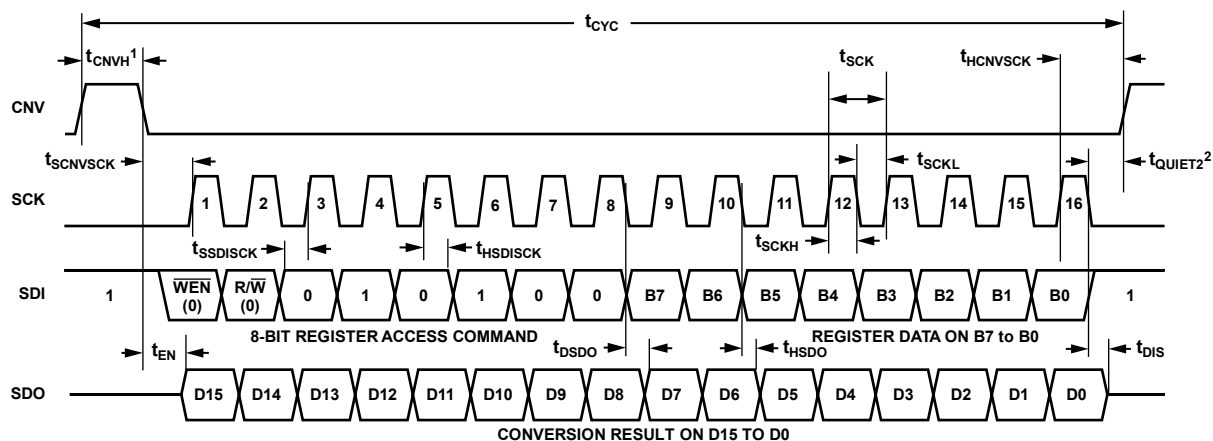 tCYC
tCNVH1 tSCK tHCNVSCK
CNV
tSCNVSCK tSCKL tQUIET22
SCK 1 2 3 4 5 6 7 8 9 10 11 12 13 14 15 16
tSSDISCK tHSDISCK tSCKH
SDI 1 WEN (0) R/W (0) 0 1 0 1 0 0 B7 B6 B5 B4 B3 B2 B1 B0 1
8-BIT REGISTER ACCESS COMMAND REGISTER DATA ON B7 to B0
tEN tDSDO tHSDO tDIS
SDO D15 D14 D13 D12 D11 D10 D9 D8 D7 D6 D5 D4 D3 D2 D1 D0
CONVERSION RESULT ON D15 TO D0